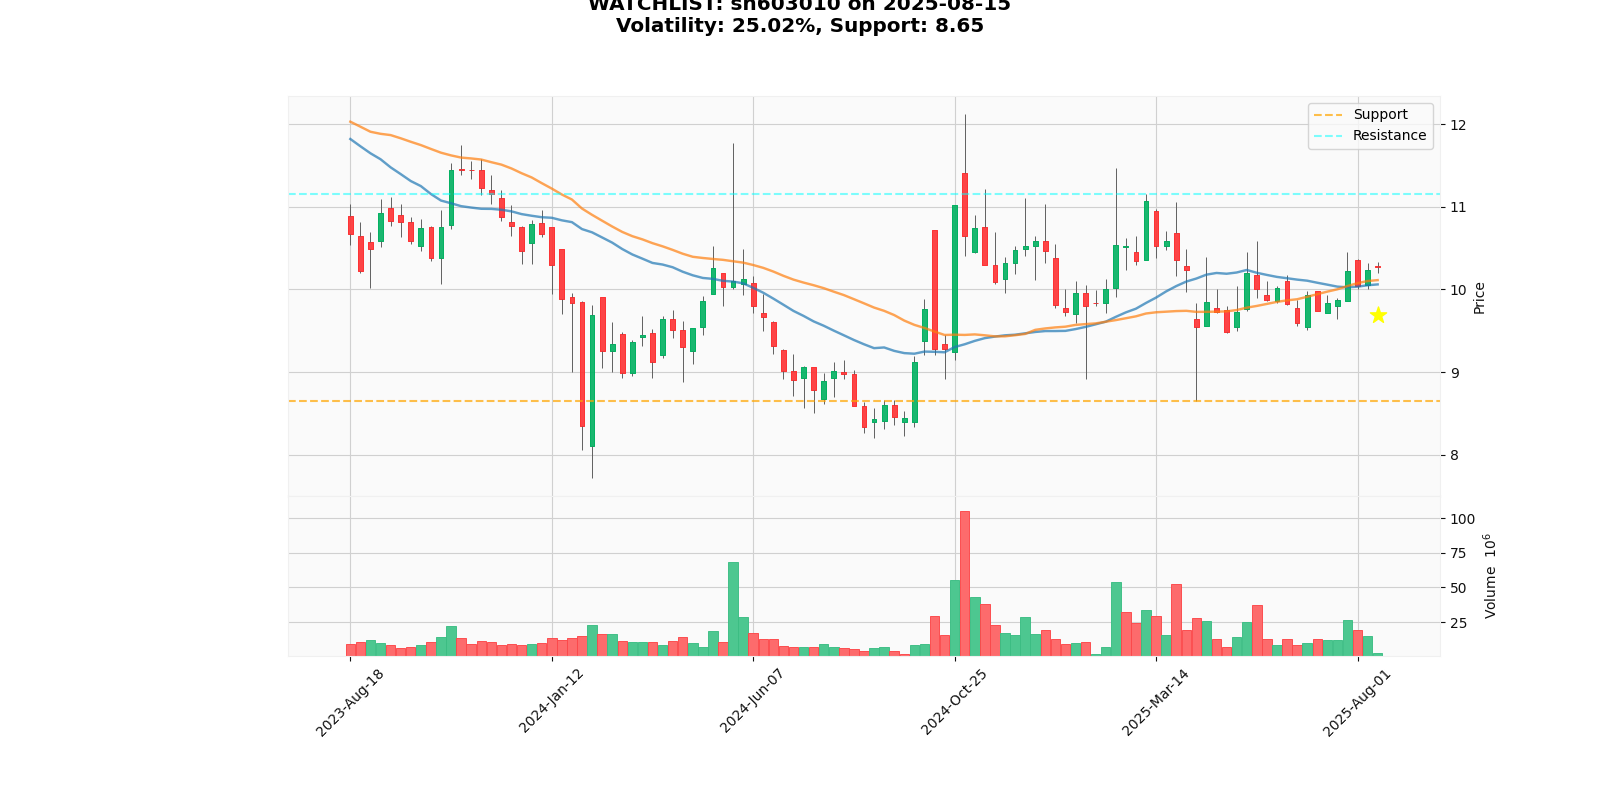 WATCHLIST: sh603010 on 2025-08-15
Volatility: 25.02%, Support: 8.65
Support
Resistance
12
11
10
9
8
Price
100
75
50
25
Volume 10⁶
2023-Aug-18
2024-Jan-12
2024-Jun-07
2024-Oct-25
2025-Mar-14
2025-Aug-01